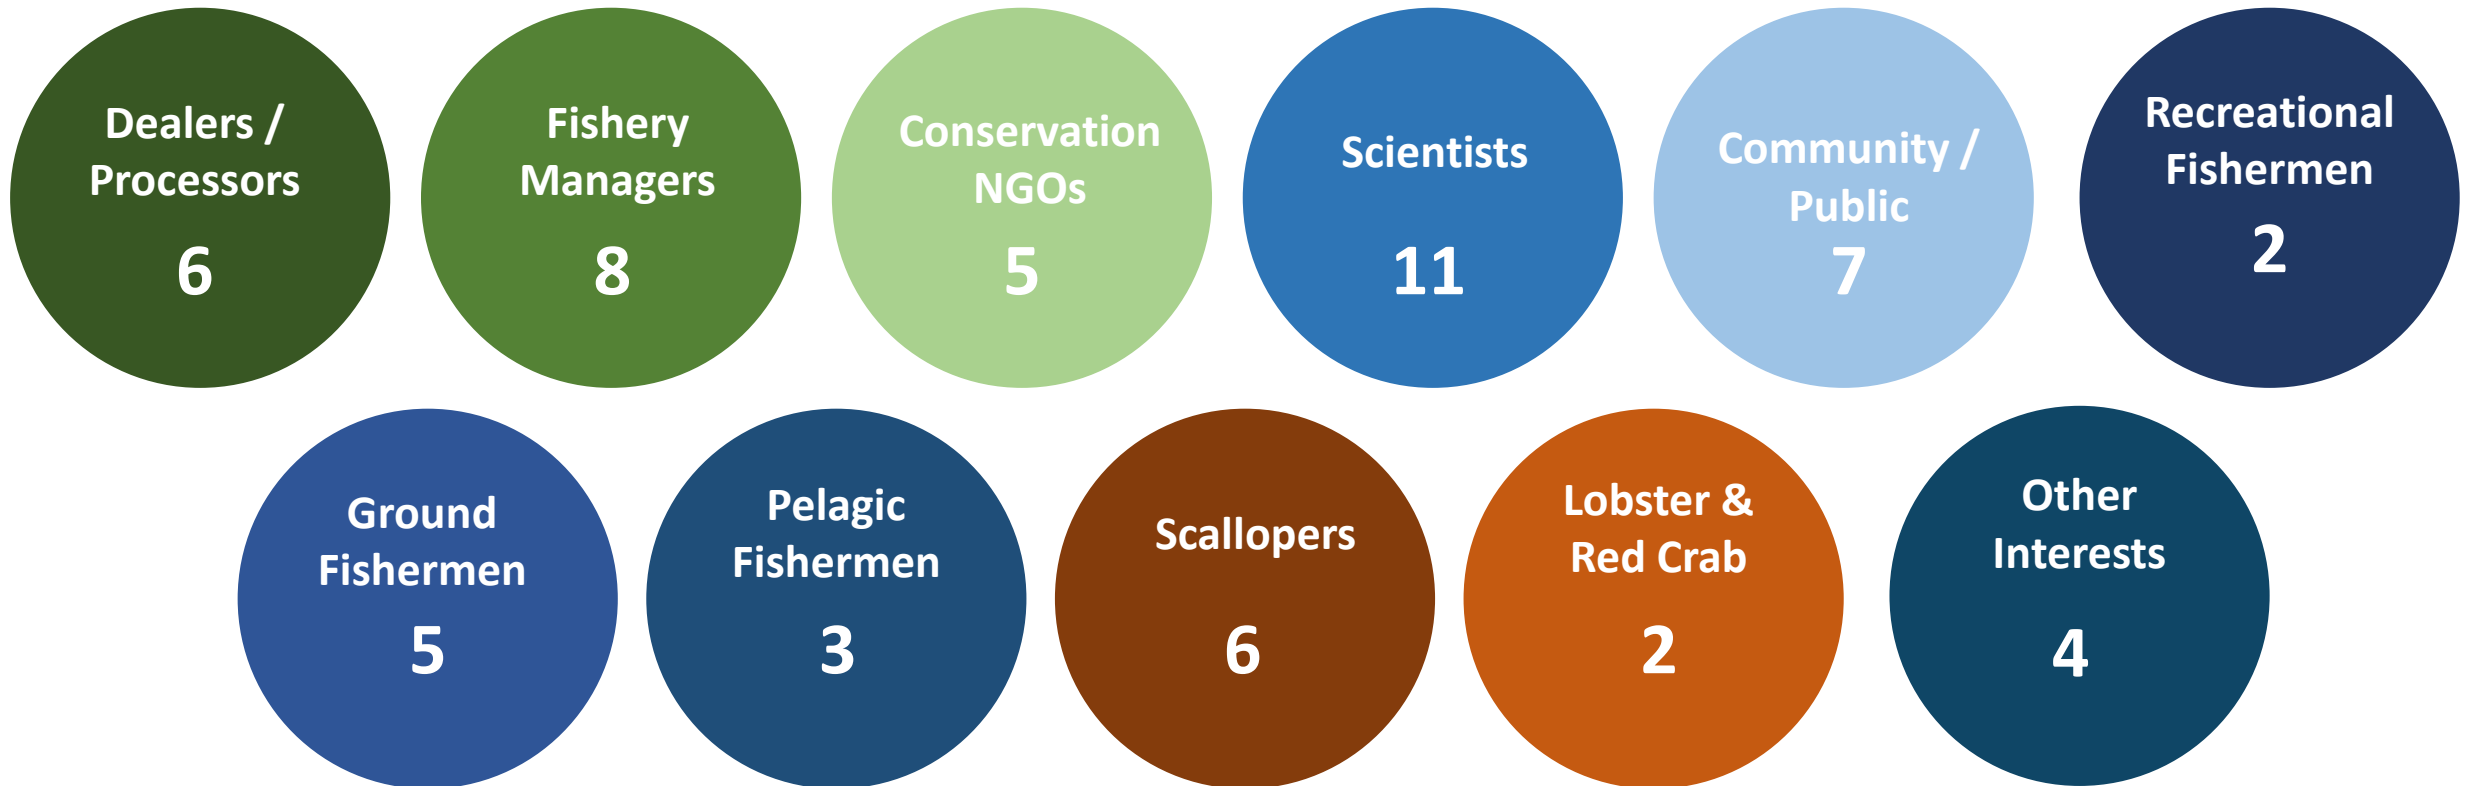 Dealers /
Processors
6
Fishery
Managers
8
Conservation
NGOs
5
Scientists
11
Community /
Public
7
Recreational
Fishermen
2
Ground
Fishermen
5
Pelagic
Fishermen
3
Scallopers
6
Lobster &
Red Crab
2
Other
Interests
4